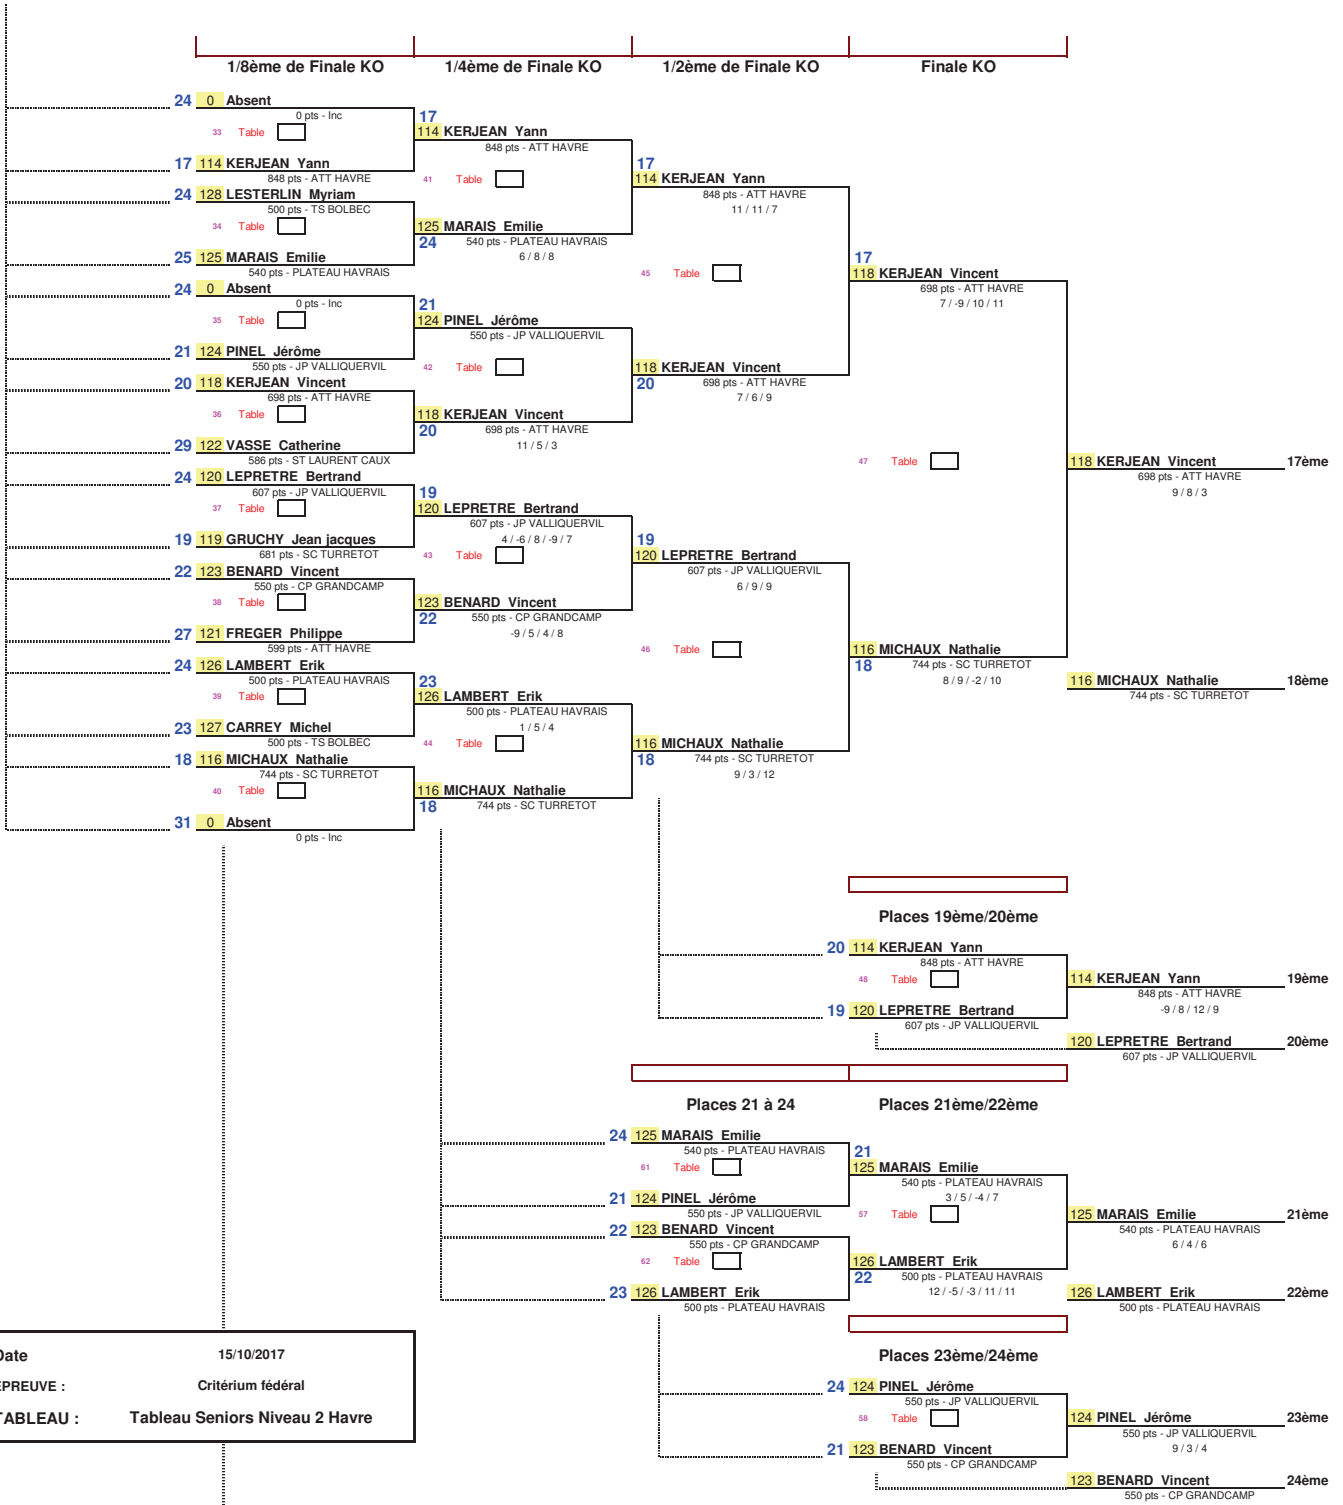 1/8ème de Finale KO 1/4ème de Finale KO 1/2ème de Finale KO Finale KO
24 0 Absent
0 pts - Inc
33 Table
17 114 KERJEAN Yann
848 pts - ATT HAVRE
24 128 LESTERLIN Myriam
500 pts - TS BOLBEC
34 Table
25 125 MARAIS Emilie
540 pts - PLATEAU HAVRAIS
24 0 Absent
0 pts - Inc
35 Table
21 124 PINEL Jérôme
550 pts - JP VALLIQUERVIL
20 118 KERJEAN Vincent
698 pts - ATT HAVRE
36 Table
29 122 VASSE Catherine
586 pts - ST LAURENT CAUX
24 120 LEPRETRE Bertrand
607 pts - JP VALLIQUERVIL
37 Table
19 119 GRUCHY Jean jacques
681 pts - SC TURRETOT
22 123 BENARD Vincent
550 pts - CP GRANDCAMP
38 Table
27 121 FREGER Philippe
599 pts - ATT HAVRE
24 126 LAMBERT Erik
500 pts - PLATEAU HAVRAIS
39 Table
23 127 CARREY Michel
500 pts - TS BOLBEC
18 116 MICHAUX Nathalie
744 pts - SC TURRETOT
40 Table
31 0 Absent
0 pts - Inc
17
114 KERJEAN Yann
848 pts - ATT HAVRE
41 Table
125 MARAIS Emilie
24 540 pts - PLATEAU HAVRAIS
6 / 8 / 8
21
124 PINEL Jérôme
550 pts - JP VALLIQUERVIL
42 Table
118 KERJEAN Vincent
20 698 pts - ATT HAVRE
11 / 5 / 3
19
120 LEPRETRE Bertrand
607 pts - JP VALLIQUERVIL
4 / -6 / 8 / -9 / 7
43 Table
123 BENARD Vincent
22 550 pts - CP GRANDCAMP
-9 / 5 / 4 / 8
23
126 LAMBERT Erik
500 pts - PLATEAU HAVRAIS
1 / 5 / 4
44 Table
116 MICHAUX Nathalie
18 744 pts - SC TURRETOT
17
114 KERJEAN Yann
848 pts - ATT HAVRE
11 / 11 / 7
45 Table
118 KERJEAN Vincent
20 698 pts - ATT HAVRE
7 / 6 / 9
19
120 LEPRETRE Bertrand
607 pts - JP VALLIQUERVIL
6 / 9 / 9
46 Table
116 MICHAUX Nathalie
18 744 pts - SC TURRETOT
9 / 3 / 12
17
118 KERJEAN Vincent
698 pts - ATT HAVRE
7 / -9 / 10 / 11
47 Table
116 MICHAUX Nathalie
18 744 pts - SC TURRETOT
8 / 9 / -2 / 10
118 KERJEAN Vincent 17ème
698 pts - ATT HAVRE
9 / 8 / 3
116 MICHAUX Nathalie 18ème
744 pts - SC TURRETOT
Places 19ème/20ème
20 114 KERJEAN Yann
848 pts - ATT HAVRE
48 Table
19 120 LEPRETRE Bertrand
607 pts - JP VALLIQUERVIL
114 KERJEAN Yann 19ème
848 pts - ATT HAVRE
-9 / 8 / 12 / 9
120 LEPRETRE Bertrand 20ème
607 pts - JP VALLIQUERVIL
Places 21 à 24 Places 21ème/22ème
24 125 MARAIS Emilie
540 pts - PLATEAU HAVRAIS
61 Table
21 124 PINEL Jérôme
550 pts - JP VALLIQUERVIL
22 123 BENARD Vincent
550 pts - CP GRANDCAMP
62 Table
23 126 LAMBERT Erik
500 pts - PLATEAU HAVRAIS
21
125 MARAIS Emilie
540 pts - PLATEAU HAVRAIS
3 / 5 / -4 / 7
57 Table
126 LAMBERT Erik
22 500 pts - PLATEAU HAVRAIS
12 / -5 / -3 / 11 / 11
125 MARAIS Emilie 21ème
540 pts - PLATEAU HAVRAIS
6 / 4 / 6
126 LAMBERT Erik 22ème
500 pts - PLATEAU HAVRAIS
Places 23ème/24ème
24 124 PINEL Jérôme
550 pts - JP VALLIQUERVIL
58 Table
21 123 BENARD Vincent
550 pts - CP GRANDCAMP
124 PINEL Jérôme 23ème
550 pts - JP VALLIQUERVIL
9 / 3 / 4
123 BENARD Vincent 24ème
550 pts - CP GRANDCAMP
Date 15/10/2017
EPREUVE : Critérium fédéral
TABLEAU : Tableau Seniors Niveau 2 Havre